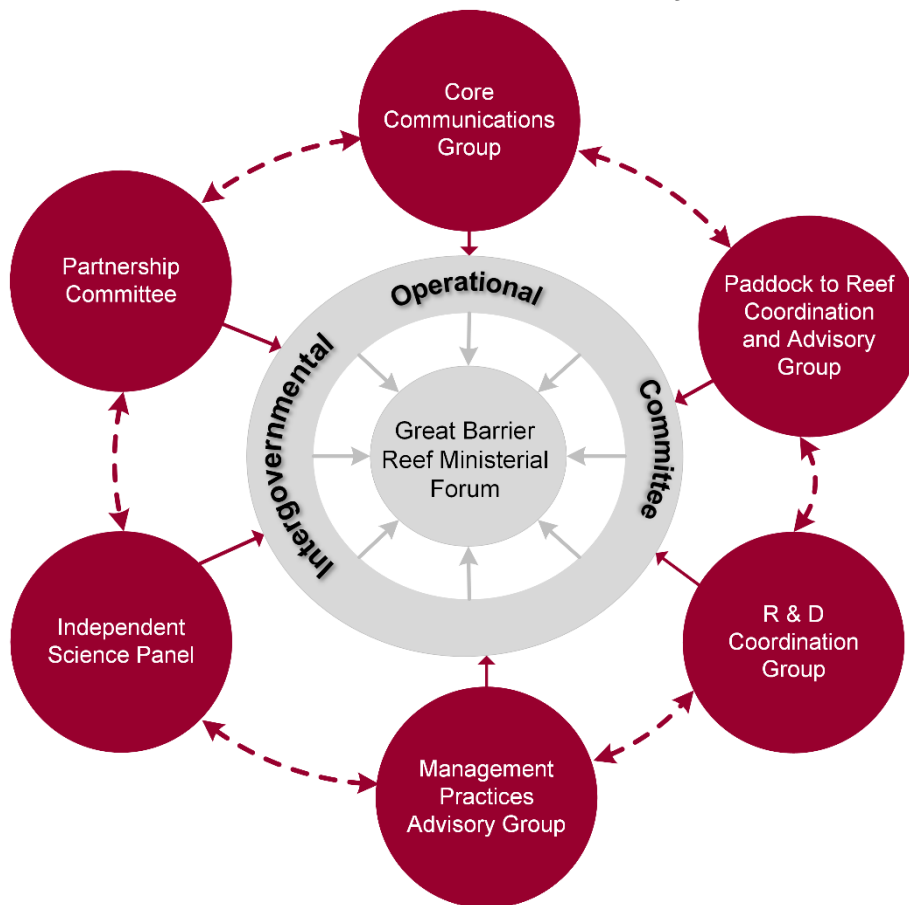 Core
Communications
Group
Partnership
Committee
Paddock to Reef
Coordination
and Advisory
Group
Intergovernmental
Operational
Committee
Great Barrier
Reef Ministerial
Forum
Independent
Science Panel
R & D
Coordination
Group
Management
Practices
Advisory Group